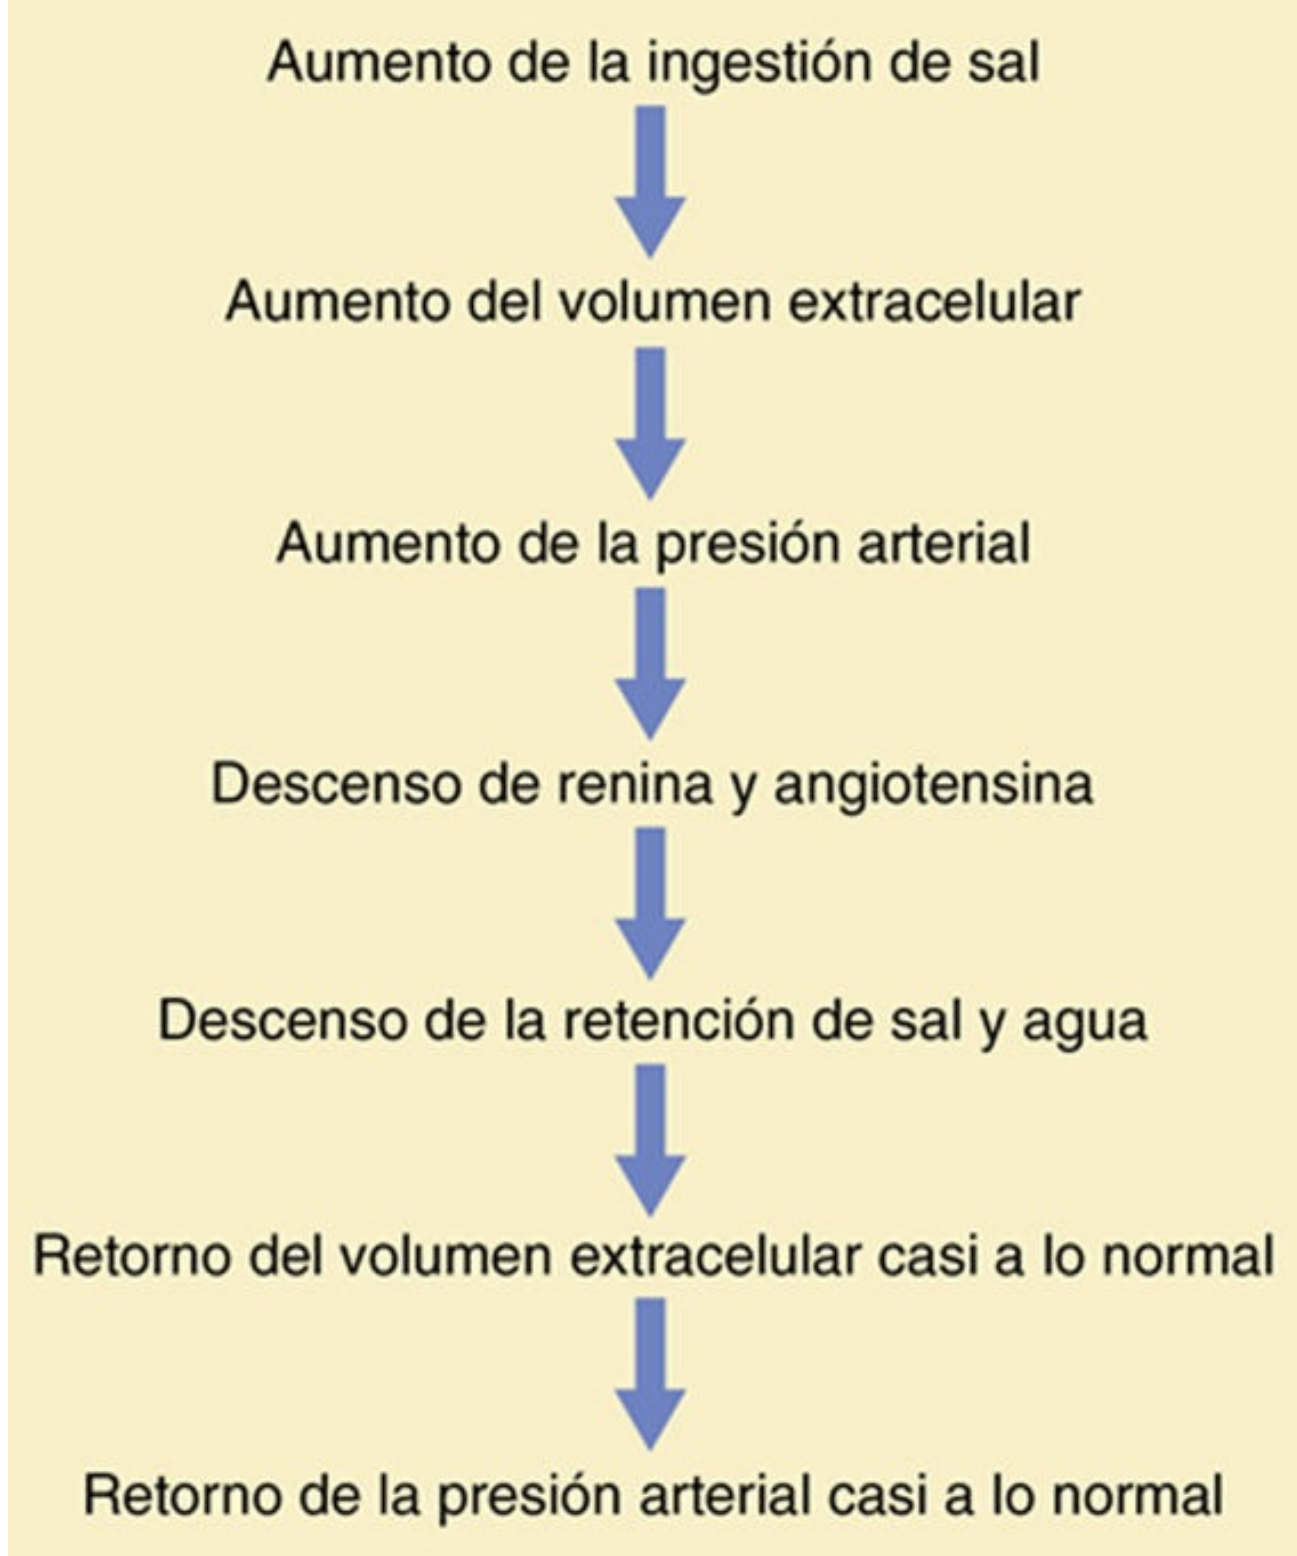 Aumento de la ingestión de sal
Aumento del volumen extracelular
Aumento de la presión arterial
Descenso de renina y angiotensina
Descenso de la retención de sal y agua
Retorno del volumen extracelular casi a lo normal
Retorno de la presión arterial casi a lo normal